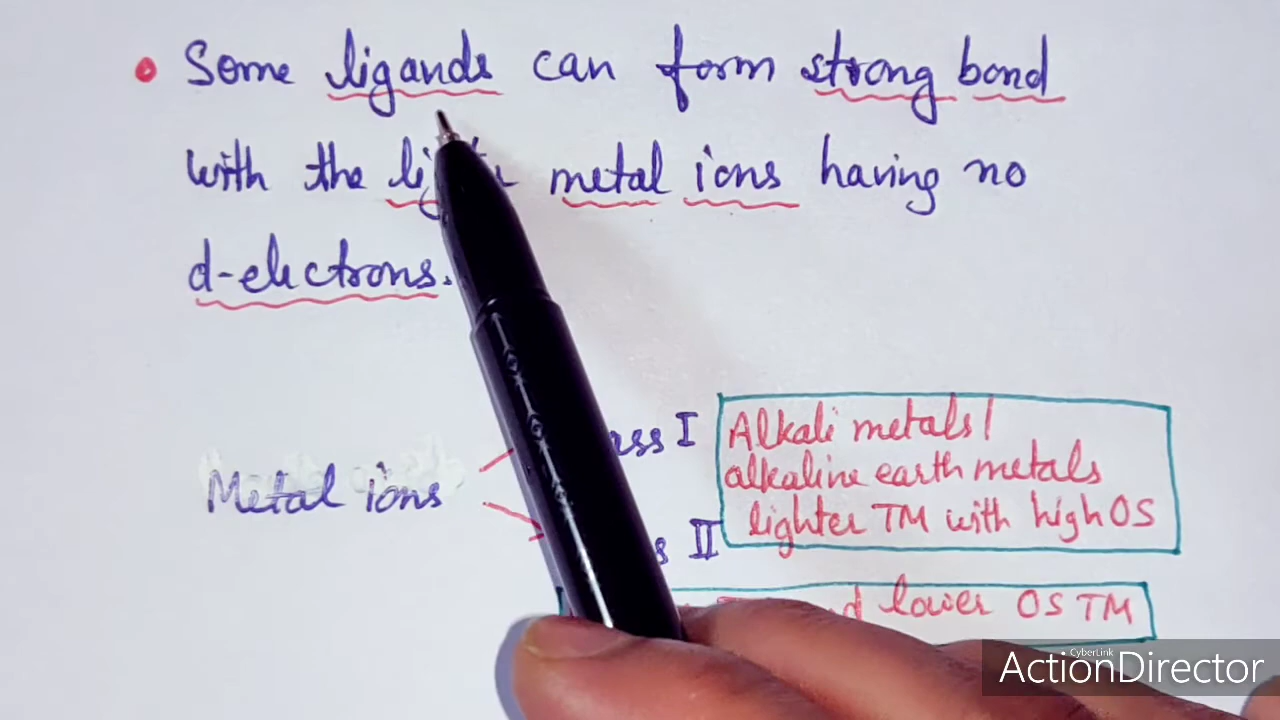 Some ligands can form strong bond
with the metal ions having no
d-electrons.
I Alkali metals/
alkaline earth metals
Metal ions lighter TM with high OS
II
lower OS TM
CyberLink
ActionDirector